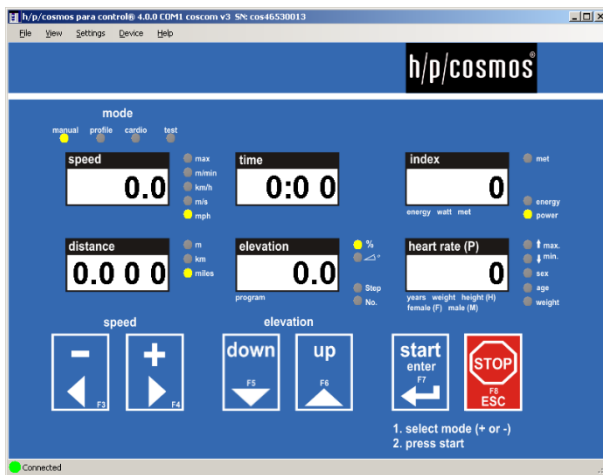 h/p/cosmos para control® 4.0.0 COM1 coscom v3 SN: cos46530013
File View Settings Device Help
h/p/cosmos®
mode
manual profile cardio test
speed
0.0
max
m/min
km/h
m/s
mph
time
0:0 0
index
0
energy watt met
met
energy
power
distance
0.0 0 0
m
km
miles
elevation
0.0
program
%
°
Step
No.
heart rate (P)
0
years weight height (H)
female (F) male (M)
max.
min.
sex
age
weight
speed
-
F3
+
F4
elevation
down
F5
up
F6
start
enter
F7
STOP
F8
ESC
1. select mode (+ or -)
2. press start
Connected